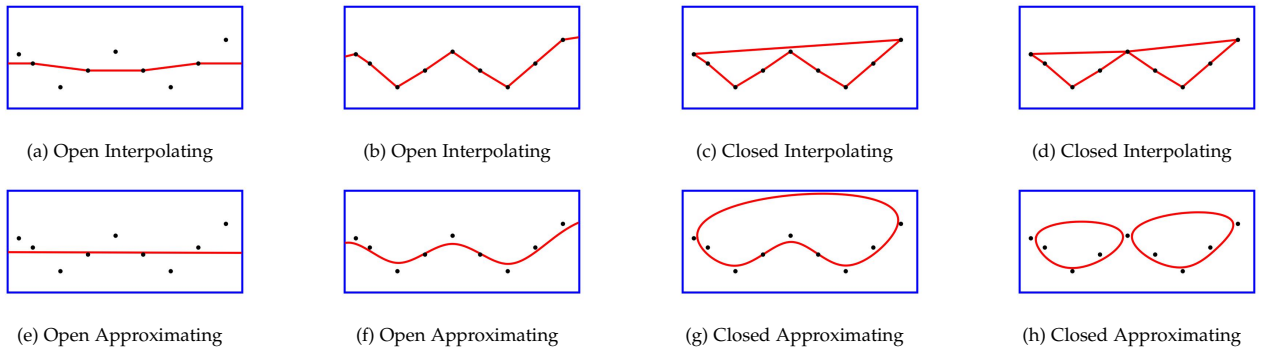 (a) Open Interpolating
(b) Open Interpolating
(c) Closed Interpolating
(d) Closed Interpolating
(e) Open Approximating
(f) Open Approximating
(g) Closed Approximating
(h) Closed Approximating